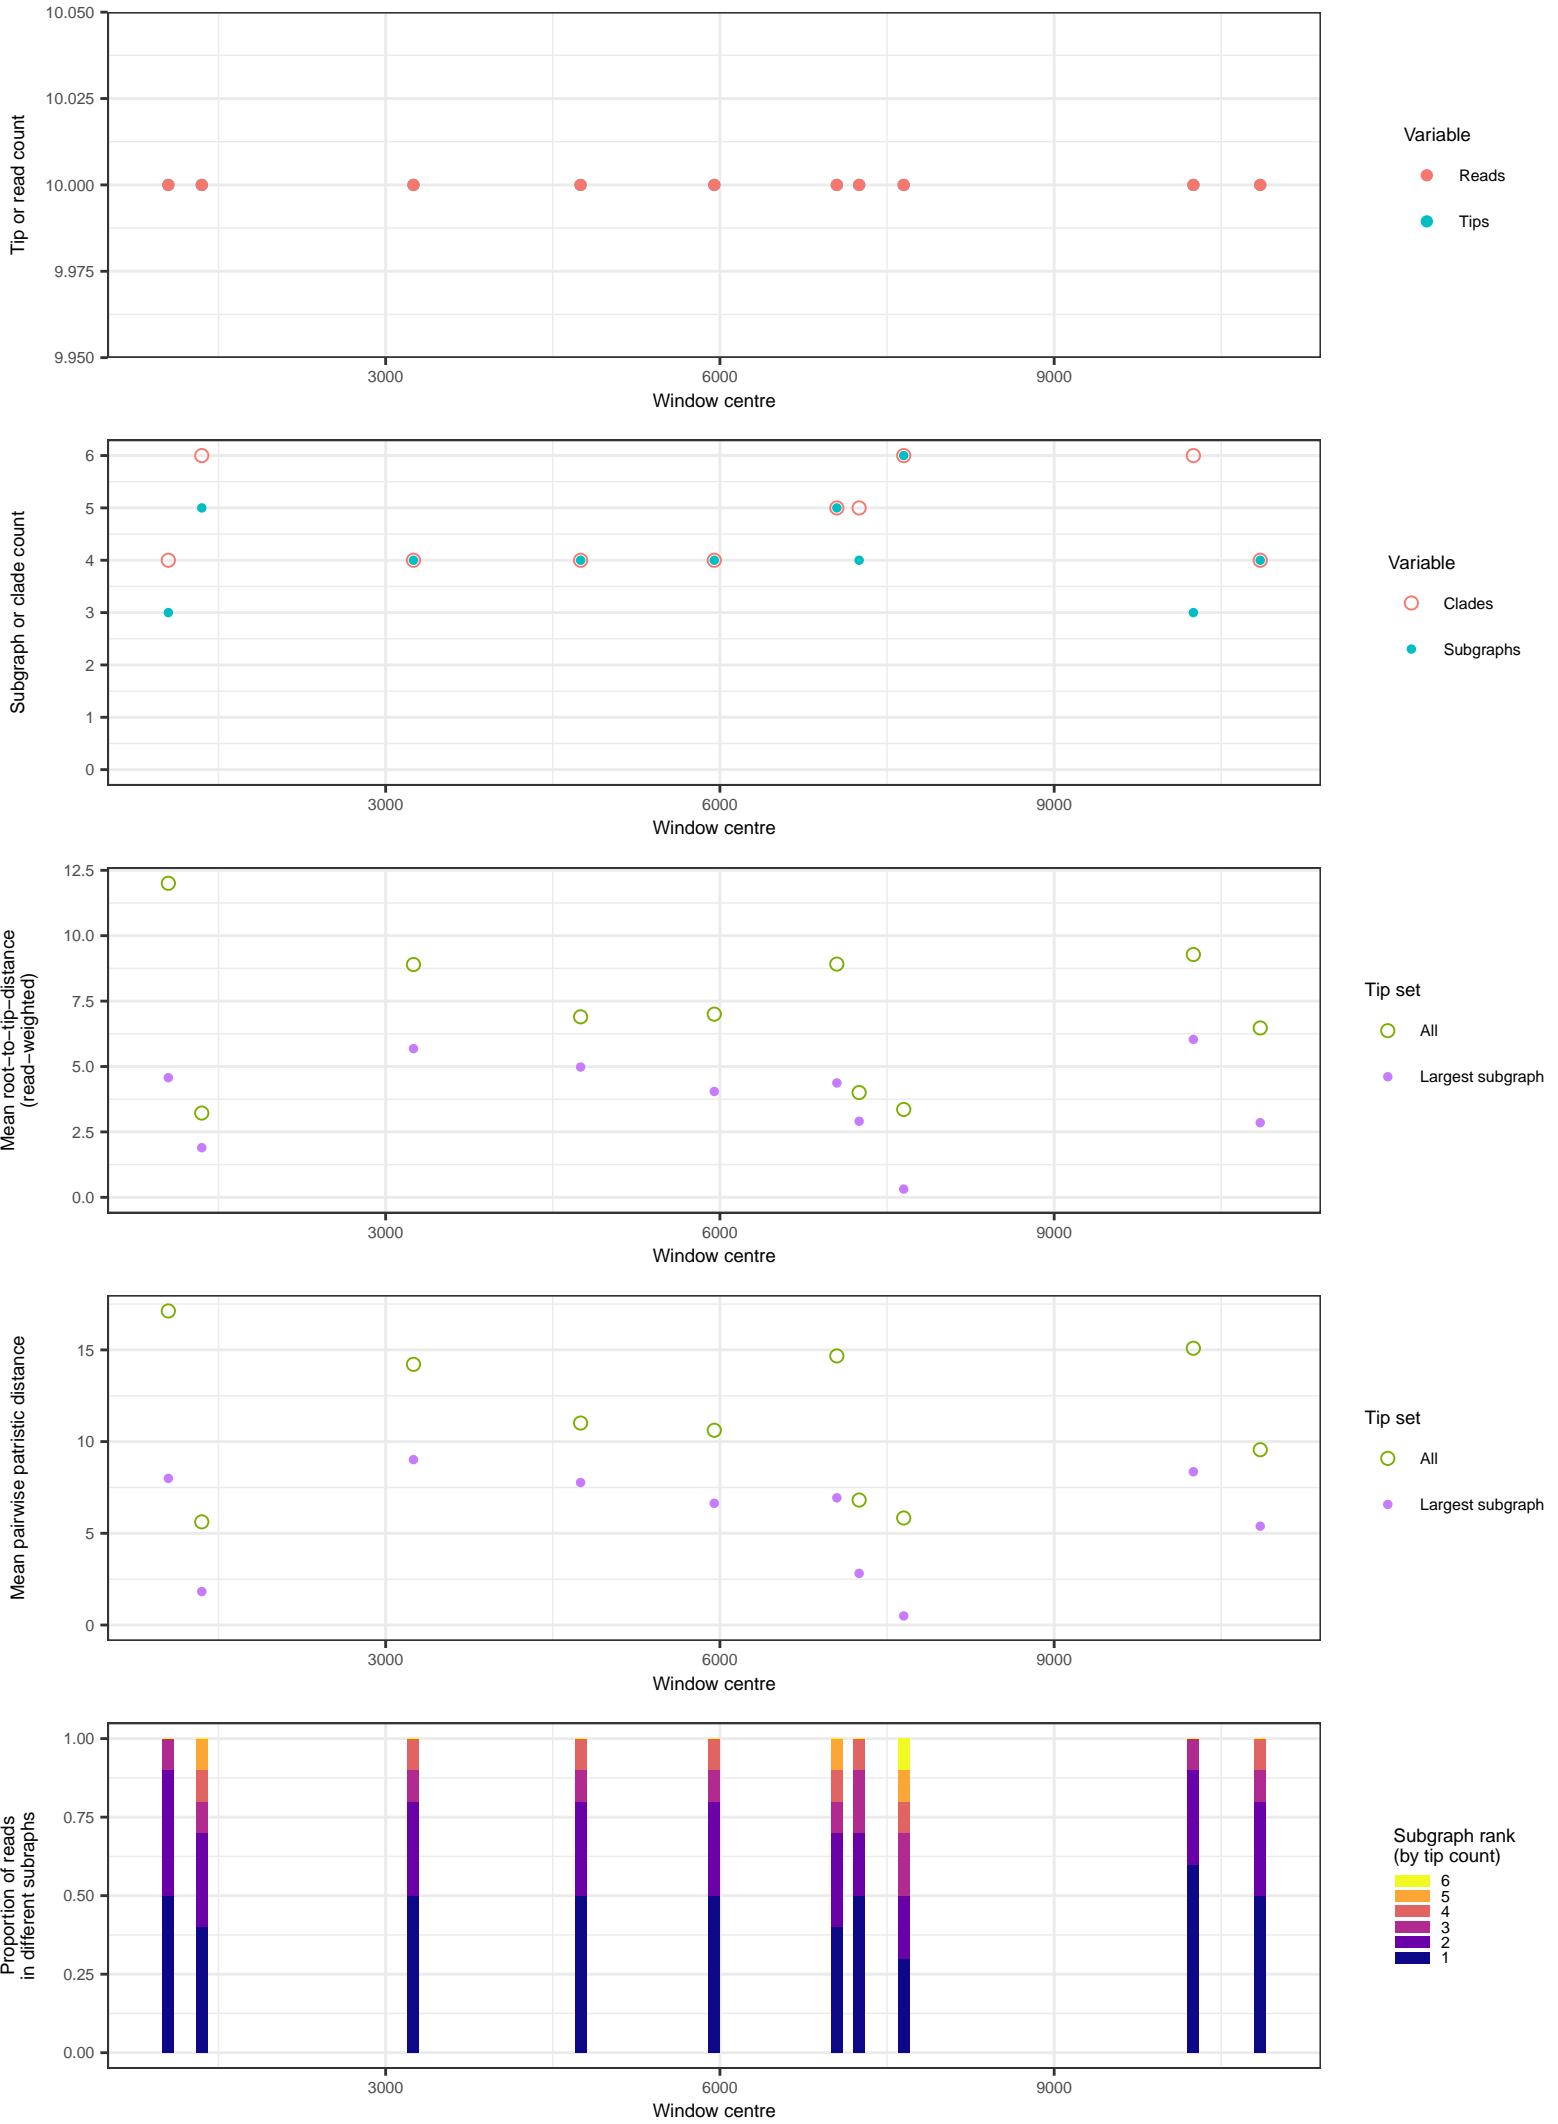 10.050
10.025
10.000
9.975
9.950
Tip or read count
3000 6000 9000
Window centre
Variable
Reads
Tips
6
5
4
3
2
1
0
Subgraph or clade count
3000 6000 9000
Window centre
Variable
Clades
Subgraphs
12.5
10.0
7.5
5.0
2.5
0.0
Mean root−to−tip−distance
(read−weighted)
3000 6000 9000
Window centre
Tip set
All
Largest subgraph
15
10
5
0
Mean pairwise patristic distance
3000 6000 9000
Window centre
Tip set
All
Largest subgraph
1.00
0.75
0.50
0.25
0.00
Proportion of reads
in different subraphs
3000 6000 9000
Window centre
Subgraph rank
(by tip count)
6
5
4
3
2
1